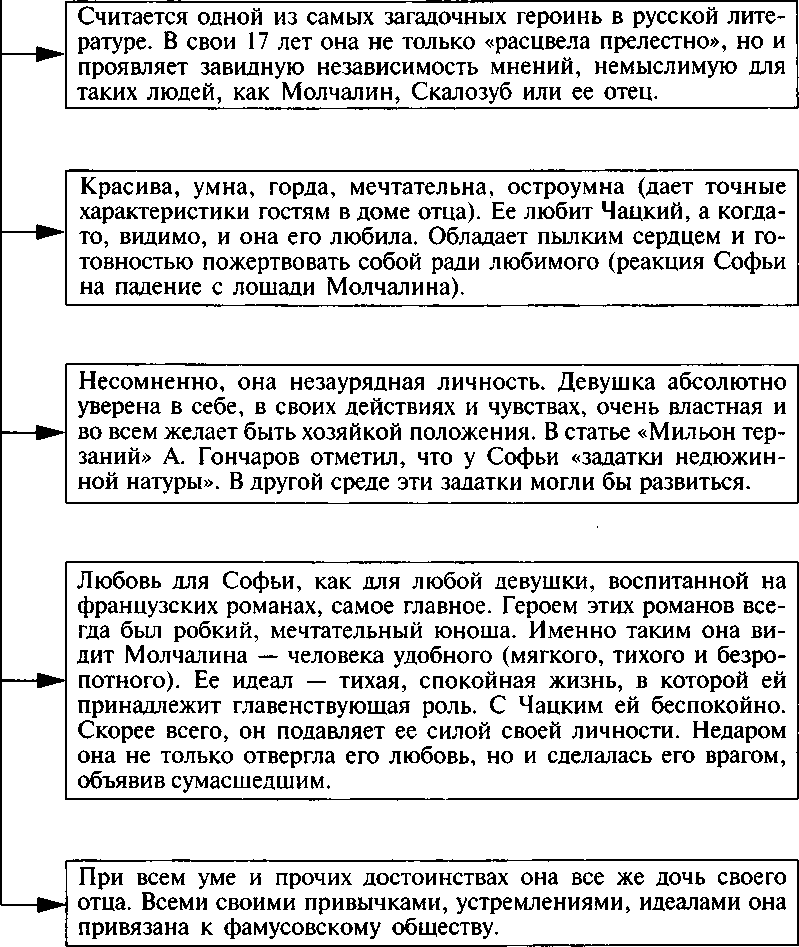 Считается одной из самых загадочных героинь в русской лите-
ратуре. В свои 17 лет она не только «расцвела прелестно», но и
проявляет завидную независимость мнений, немыслимую для
таких людей, как Молчалин, Скалозуб или ее отец.
Красива, умна, горда, мечтательна, остроумна (дает точные
характеристики гостям в доме отца). Ее любит Чацкий, а когда-
то, видимо, и она его любила. Обладает пылким сердцем и го-
товностью пожертвовать собой ради любимого (реакция Софьи
на падение с лошади Молчалина).
Несомненно, она незаурядная личность. Девушка абсолютно
уверена в себе, в своих действиях и чувствах, очень властная и
во всем желает быть хозяйкой положения. В статье «Мильон тер-
заний» А. Гончаров отметил, что у Софьи «задатки недюжин-
ной натуры». В другой среде эти задатки могли бы развиться.
Любовь для Софьи, как для любой девушки, воспитанной на
французских романах, самое главное. Героем этих романов все-
гда был робкий, мечтательный юноша. Именно таким она ви-
дит Молчалина — человека удобного (мягкого, тихого и безро-
потного). Ее идеал — тихая, спокойная жизнь, в которой ей
принадлежит главенствующая роль. С Чацким ей беспокойно.
Скорее всего, он подавляет ее силой своей личности. Недаром
она не только отвергла его любовь, но и сделалась его врагом,
объявив сумасшедшим.
При всем уме и прочих достоинствах она все же дочь своего
отца. Всеми своими привычками, устремлениями, идеалами она
привязана к фамусовскому обществу.